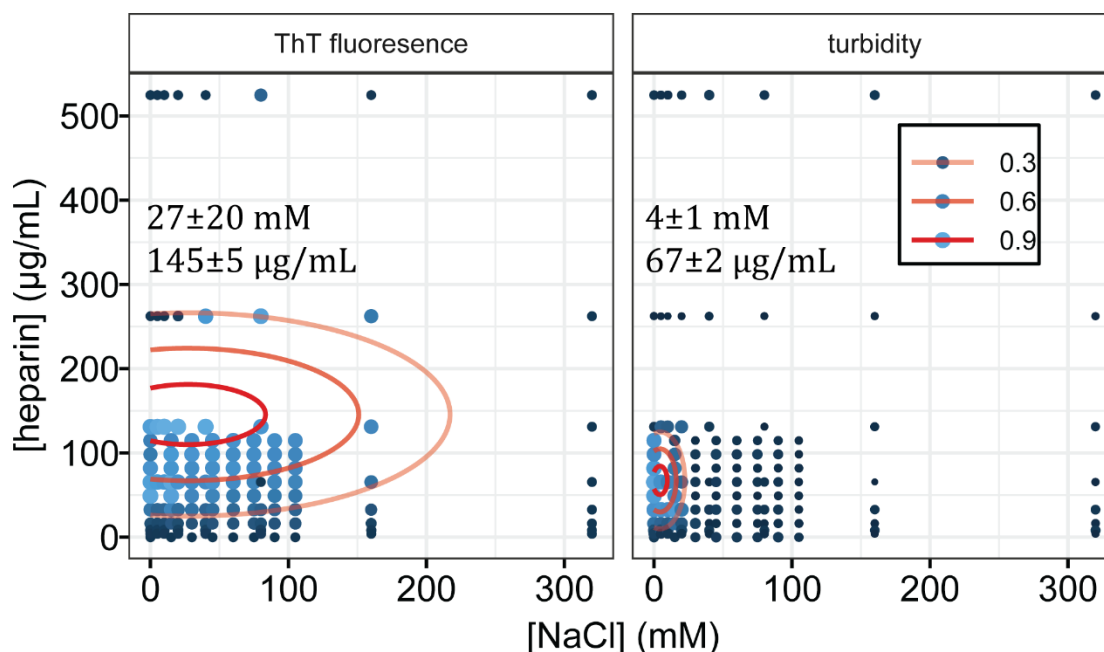 ThT fluoresence
turbidity
[heparin] (µg/mL)
500
400
300
200
100
0
27±20 mM
145±5 µg/mL
4±1 mM
67±2 µg/mL
0.3
0.6
0.9
0 100 200 300
0 100 200 300
[NaCl] (mM)